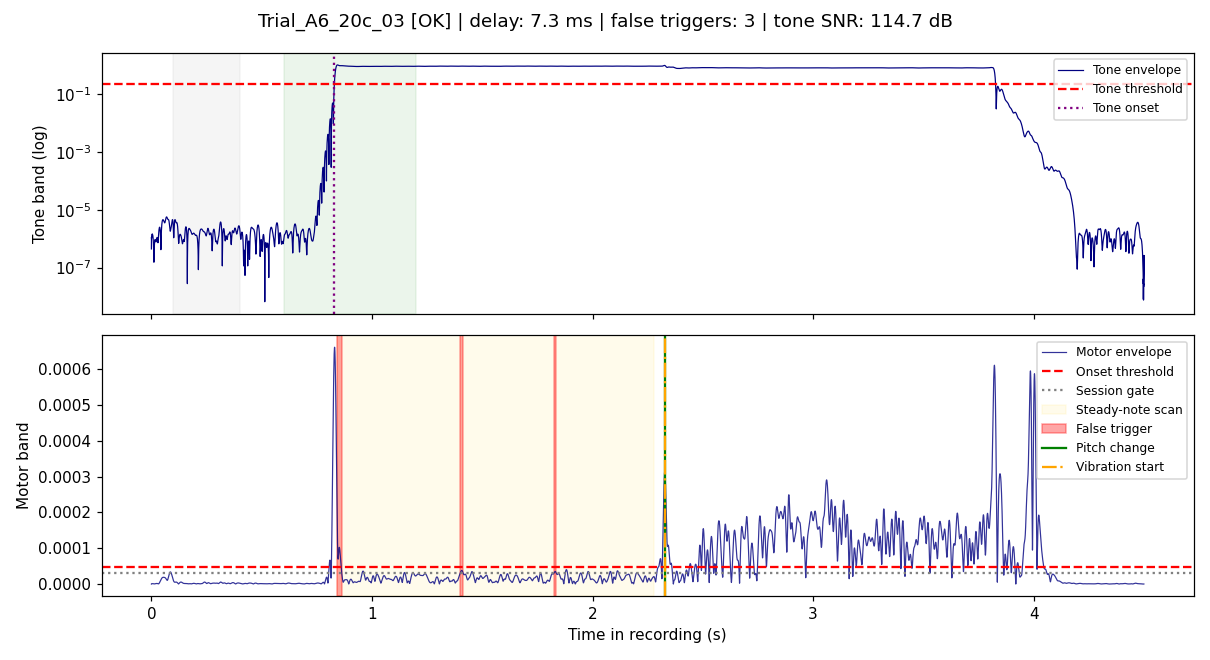 Trial_A6_20c_03 [OK] | delay: 7.3 ms | false triggers: 3 | tone SNR: 114.7 dB
Tone band (log)
10⁻¹
10⁻³
10⁻⁵
10⁻⁷
Tone envelope
Tone threshold
Tone onset
Motor band
0.0006
0.0005
0.0004
0.0003
0.0002
0.0001
0.0000
Motor envelope
Onset threshold
Session gate
Steady-note scan
False trigger
Pitch change
Vibration start
0 1 2 3 4
Time in recording (s)